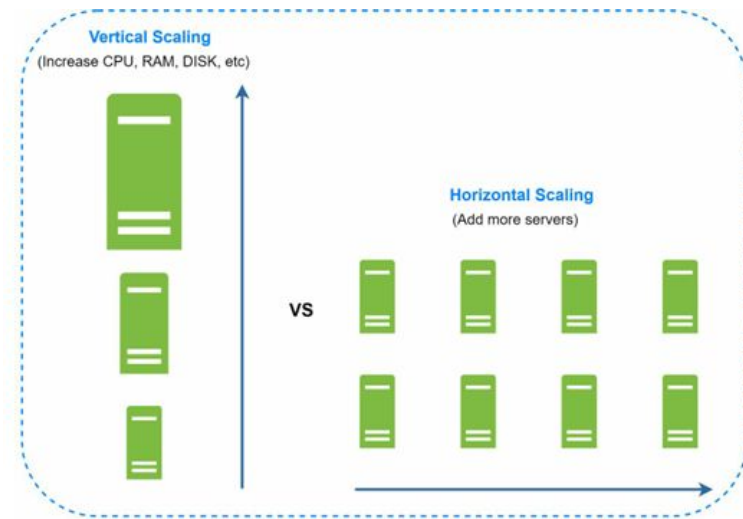 Vertical Scaling
(Increase CPU, RAM, DISK, etc)
Horizontal Scaling
(Add more servers)
VS